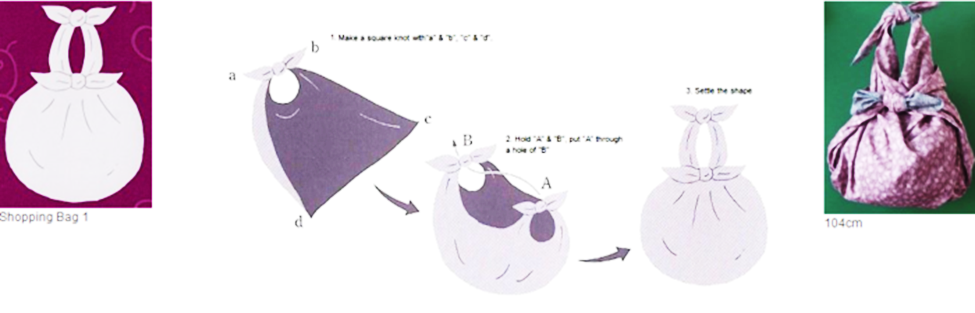 Shopping Bag 1
a
b
c
d
1. Make a square knot with"a" & "b", "c" & "d".
B
A
2. Hold "A" & "B" put "A" through
a hole of "B"
3. Settle the shape
104cm